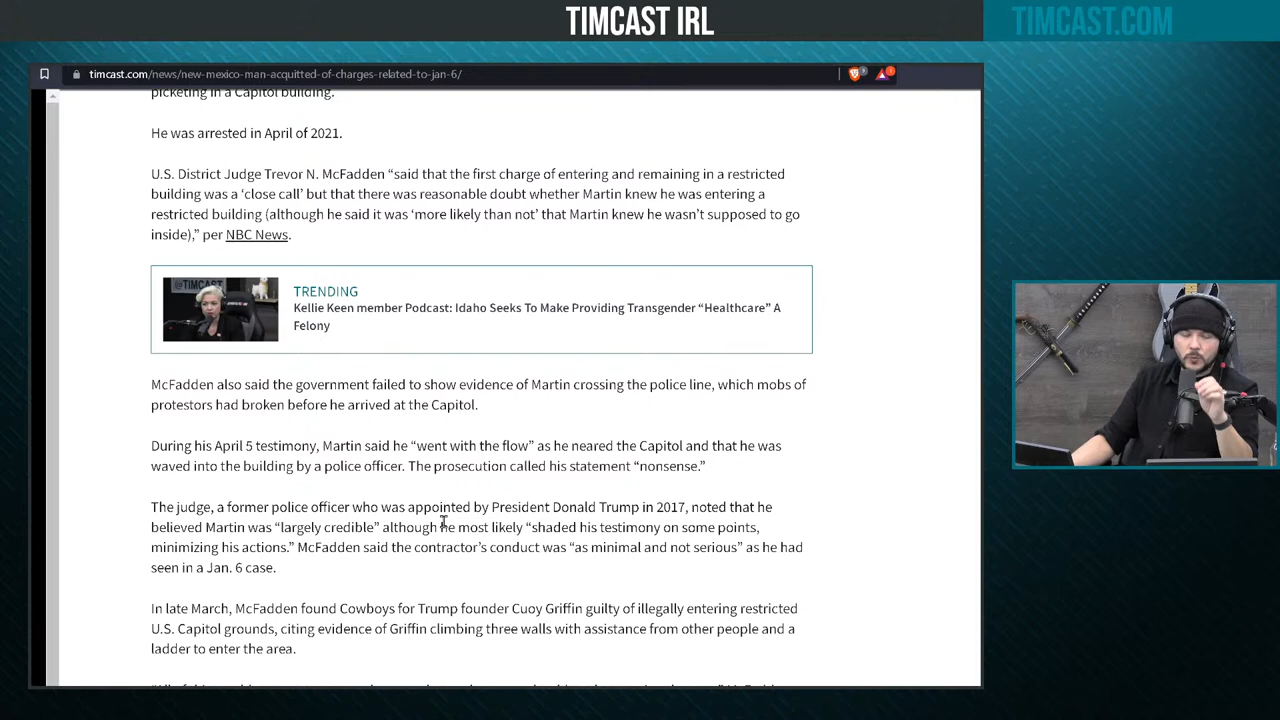 TIMCAST IRL
TIMCAST.COM
timcast.com/news/new-mexico-man-acquitted-of-charges-related-to-jan-6/
picketing in a Capitol building.
He was arrested in April of 2021.
U.S. District Judge Trevor N. McFadden “said that the first charge of entering and remaining in a restricted
building was a ‘close call’ but that there was reasonable doubt whether Martin knew he was entering a
restricted building (although he said it was ‘more likely than not’ that Martin knew he wasn’t supposed to go
inside),” per NBC News.
@TIMCAST
TRENDING
Kellie Keen member Podcast: Idaho Seeks To Make Providing Transgender “Healthcare” A
Felony
McFadden also said the government failed to show evidence of Martin crossing the police line, which mobs of
protestors had broken before he arrived at the Capitol.
During his April 5 testimony, Martin said he “went with the flow” as he neared the Capitol and that he was
waved into the building by a police officer. The prosecution called his statement “nonsense.”
The judge, a former police officer who was appointed by President Donald Trump in 2017, noted that he
believed Martin was “largely credible” although he most likely “shaded his testimony on some points,
minimizing his actions.” McFadden said the contractor’s conduct was “as minimal and not serious” as he had
seen in a Jan. 6 case.
In late March, McFadden found Cowboys for Trump founder Cuoy Griffin guilty of illegally entering restricted
U.S. Capitol grounds, citing evidence of Griffin climbing three walls with assistance from other people and a
ladder to enter the area.